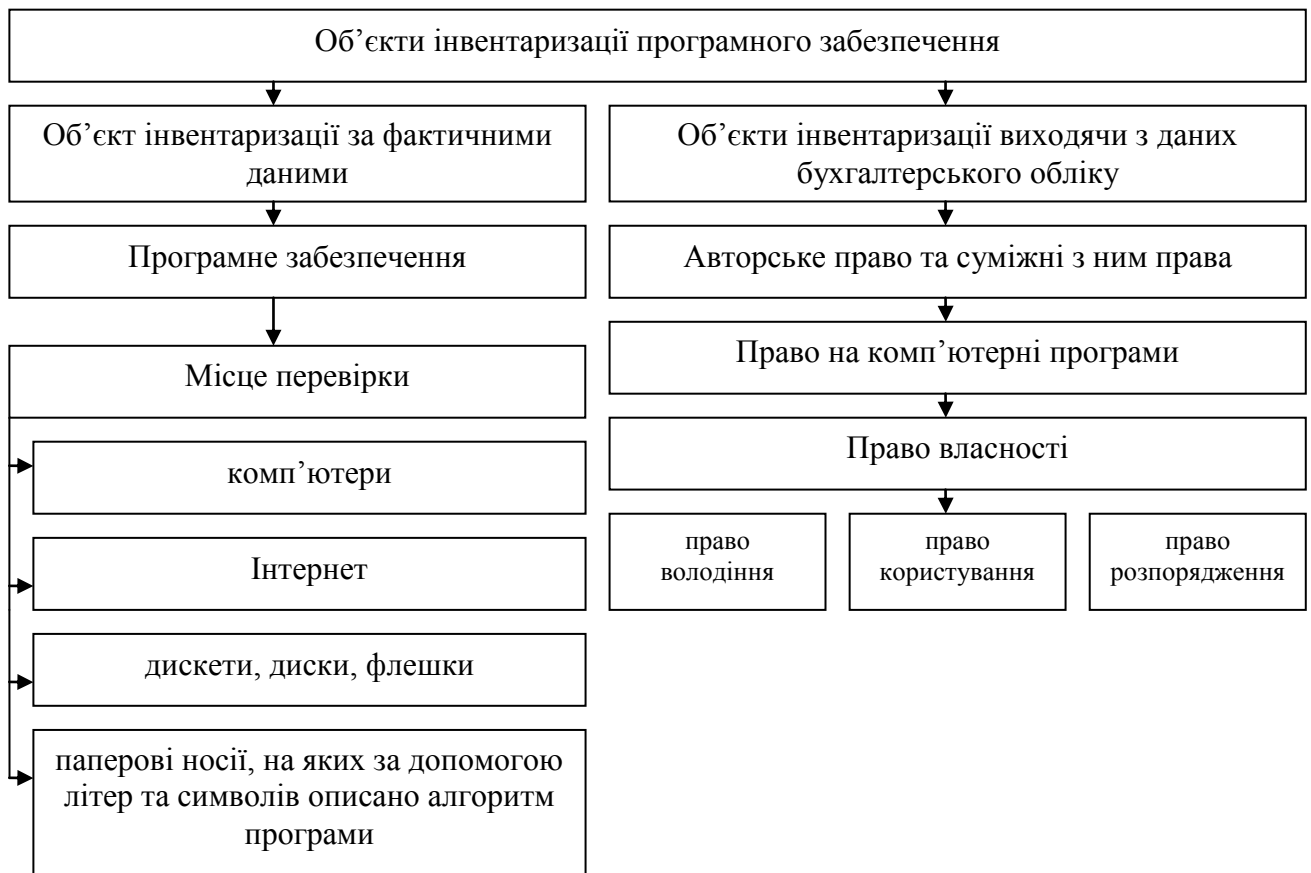 Об’єкти інвентаризації програмного забезпечення
Об’єкт інвентаризації за фактичними
даними
Об’єкти інвентаризації виходячи з даних
бухгалтерського обліку
Програмне забезпечення
Авторське право та суміжні з ним права
Місце перевірки
Право на комп’ютерні програми
Право власності
комп’ютери
Інтернет
дискети, диски, флешки
паперові носії, на яких за допомогою
літер та символів описано алгоритм
програми
право
володіння
право
користування
право
розпорядження